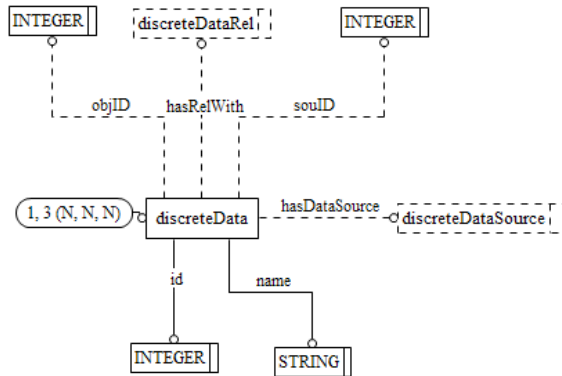 INTEGER
discreteDataRel
INTEGER
objID
hasRelWith
souID
1, 3 (N, N, N)
discreteData
hasDataSource
discreteDataSource
id
name
INTEGER
STRING